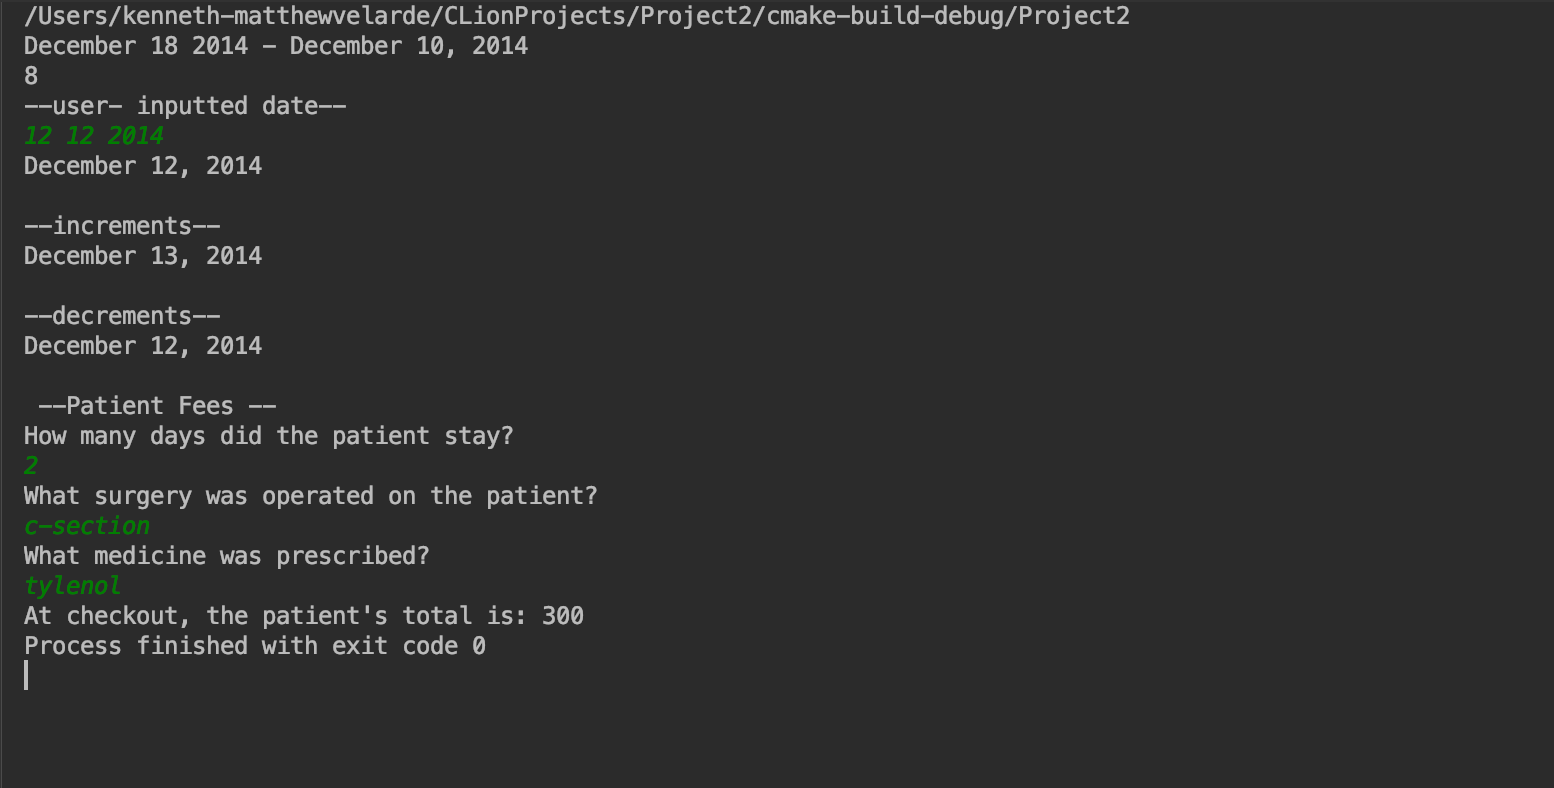 /Users/kenneth-matthewvelarde/CLionProjects/Project2/cmake-build-debug/Project2
December 18 2014 - December 10, 2014
8
--user- inputted date--
12 12 2014
December 12, 2014
--increments--
December 13, 2014
--decrements--
December 12, 2014
--Patient Fees --
How many days did the patient stay?
2
What surgery was operated on the patient?
c-section
What medicine was prescribed?
tylenol
At checkout, the patient's total is: 300
Process finished with exit code 0